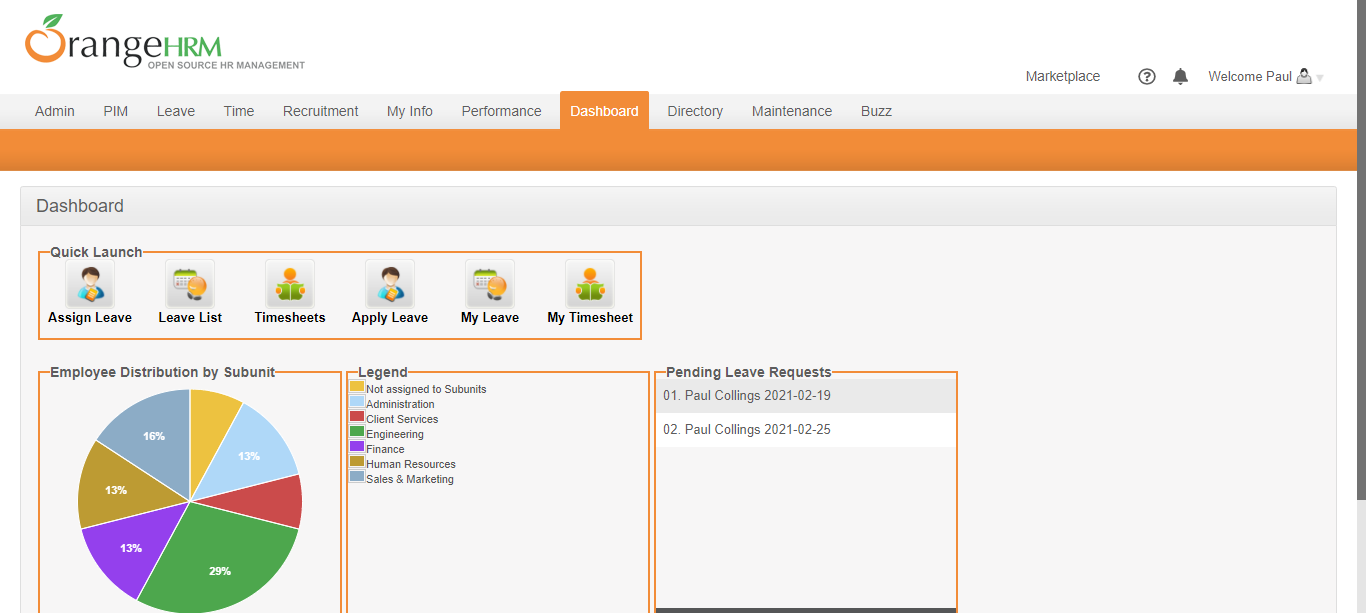 OrangeHRM
OPEN SOURCE HR MANAGEMENT
Marketplace ? Welcome Paul
Admin PIM Leave Time Recruitment My Info Performance Dashboard Directory Maintenance Buzz
Dashboard
Quick Launch
Assign Leave Leave List Timesheets Apply Leave My Leave My Timesheet
Employee Distribution by Subunit
16%
13%
13%
13%
29%
Legend
Not assigned to Subunits
Administration
Client Services
Engineering
Finance
Human Resources
Sales & Marketing
Pending Leave Requests
01. Paul Collings 2021-02-19
02. Paul Collings 2021-02-25